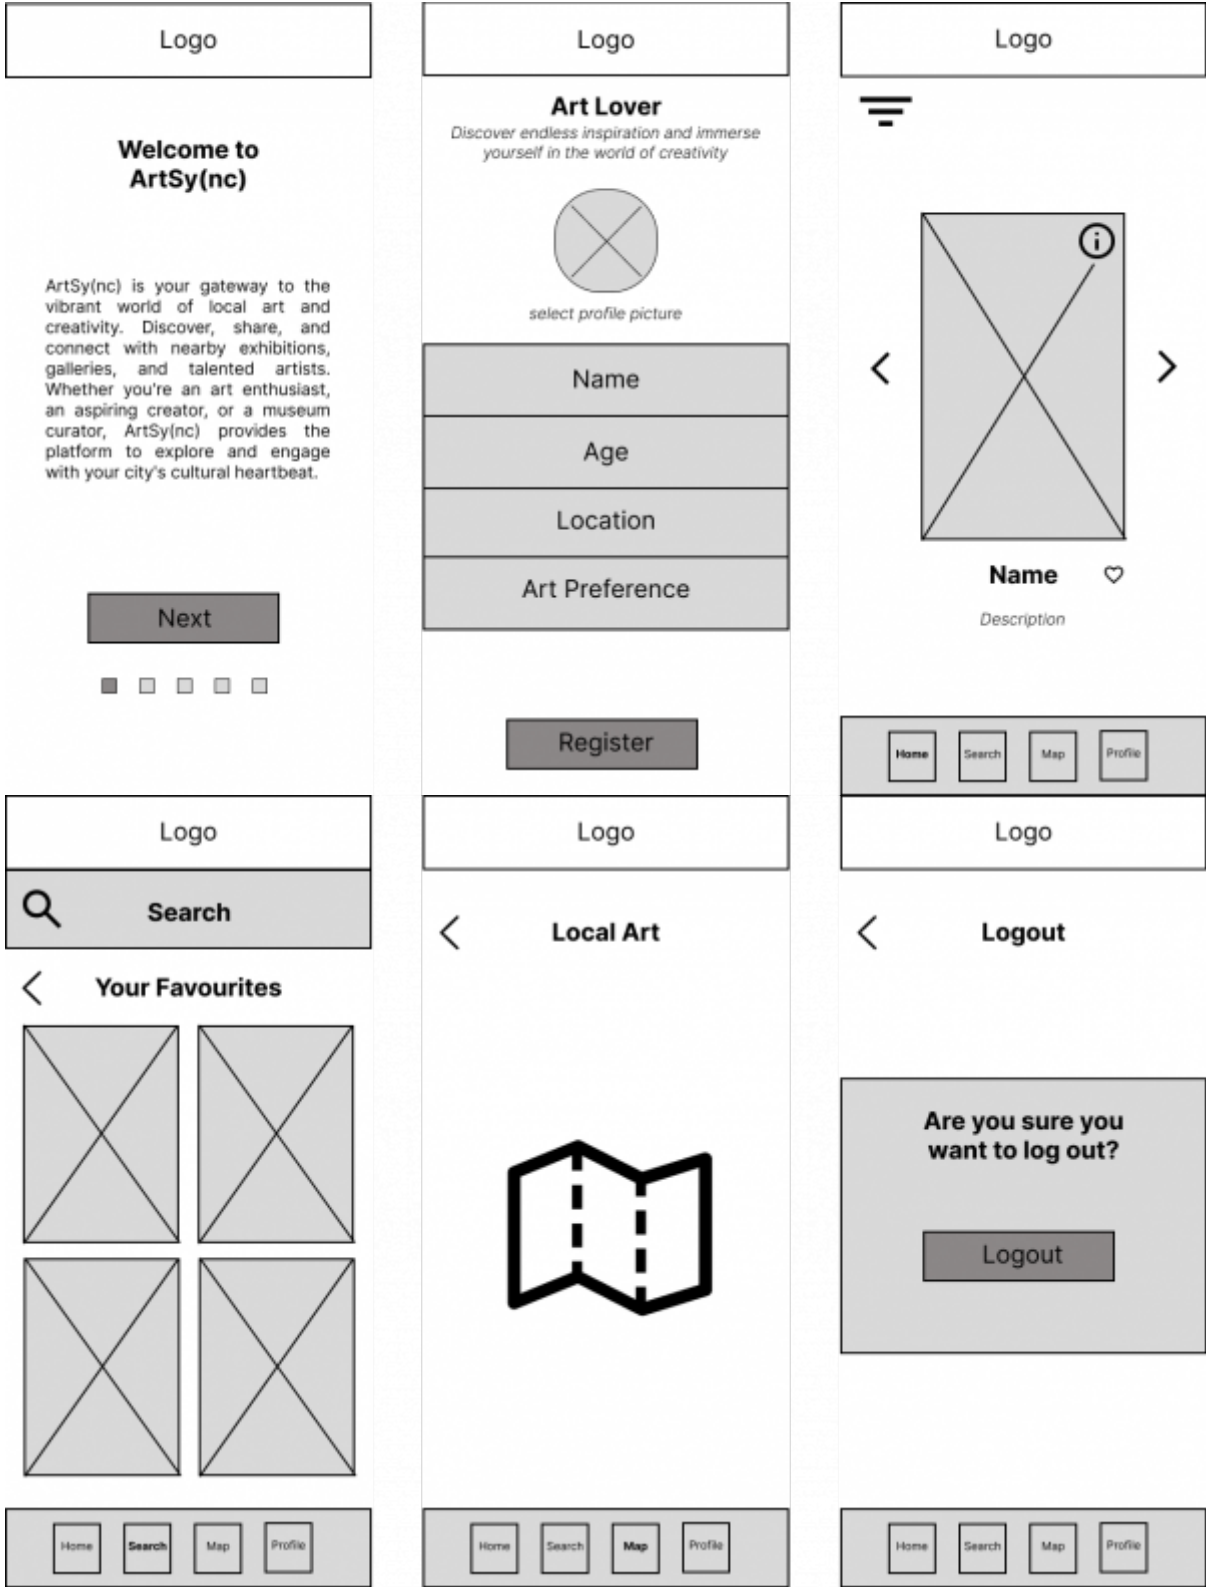 Logo
Welcome to
ArtSy(nc)
ArtSy(nc) is your gateway to the
vibrant world of local art and
creativity. Discover, share, and
connect with nearby exhibitions,
galleries, and talented artists.
Whether you're an art enthusiast,
an aspiring creator, or a museum
curator, ArtSy(nc) provides the
platform to explore and engage
with your city's cultural heartbeat.
Next
Logo
Art Lover
Discover endless inspiration and immerse
yourself in the world of creativity
select profile picture
Name
Age
Location
Art Preference
Register
Logo
Name
Description
Home Search Map Profile
Logo
Search
Your Favourites
Home Search Map Profile
Logo
Local Art
Home Search Map Profile
Logo
Logout
Are you sure you
want to log out?
Logout
Home Search Map Profile